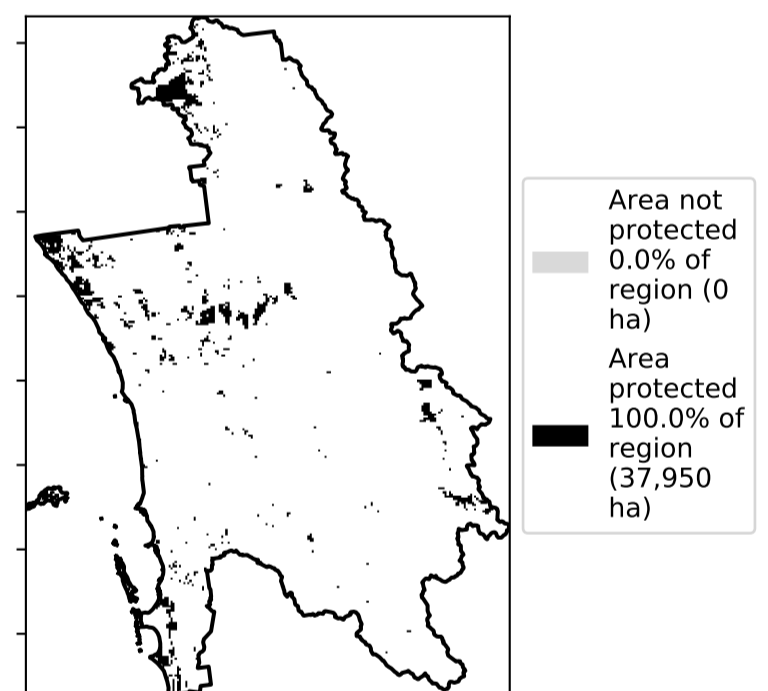 Area not
protected
0.0% of
region (0
ha)
Area
protected
100.0% of
region
(37,950
ha)